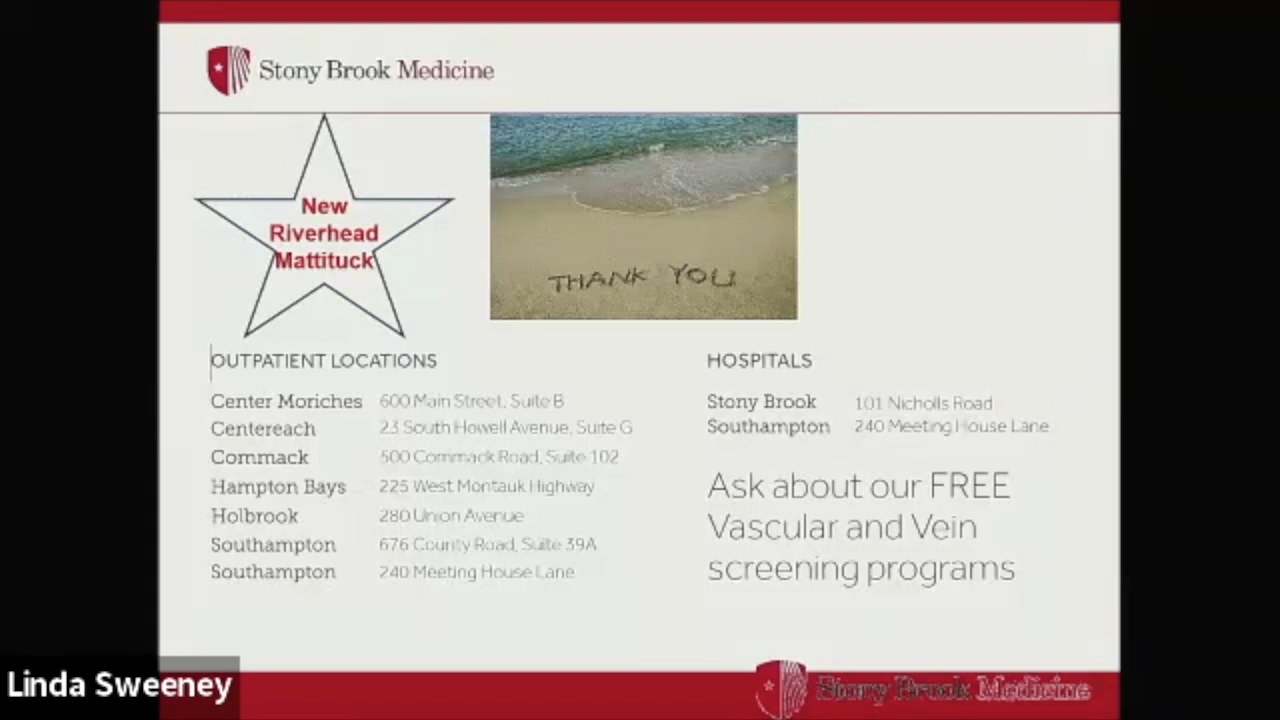 Stony Brook Medicine
New
Riverhead
Mattituck
THANK YOU
OUTPATIENT LOCATIONS
Center Moriches 600 Main Street, Suite B
Centereach 23 South Howell Avenue, Suite G
Commack 500 Commack Road, Suite 102
Hampton Bays 225 West Montauk Highway
Holbrook 280 Union Avenue
Southampton 676 County Road, Suite 39A
Southampton 240 Meeting House Lane
HOSPITALS
Stony Brook 101 Nicholls Road
Southampton 240 Meeting House Lane
Ask about our FREE
Vascular and Vein
screening programs
Linda Sweeney
Stony Brook Medicine